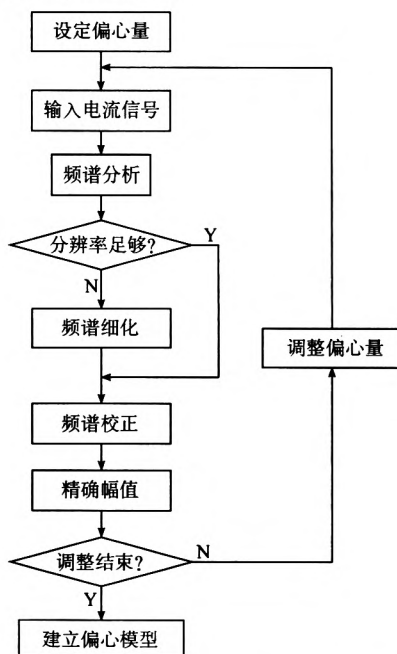 设定偏心量
输入电流信号
频谱分析
分辨率足够?
Y
N
频谱细化
调整偏心量
频谱校正
精确幅值
调整结束?
N
Y
建立偏心模型